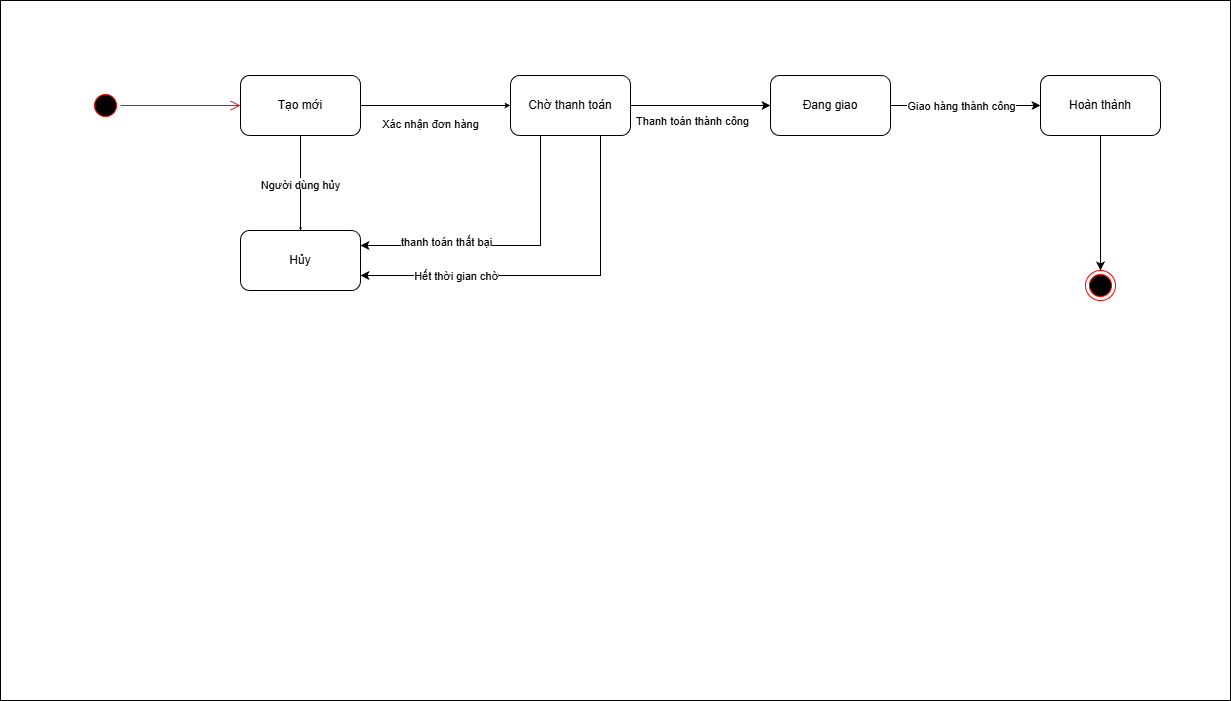 Tạo mới
Chờ thanh toán
Đang giao
Hoàn thành
Xác nhận đơn hàng
Thanh toán thành công
Giao hàng thành công
Người dùng hủy
Hủy
thanh toán thất bại
Hết thời gian chờ